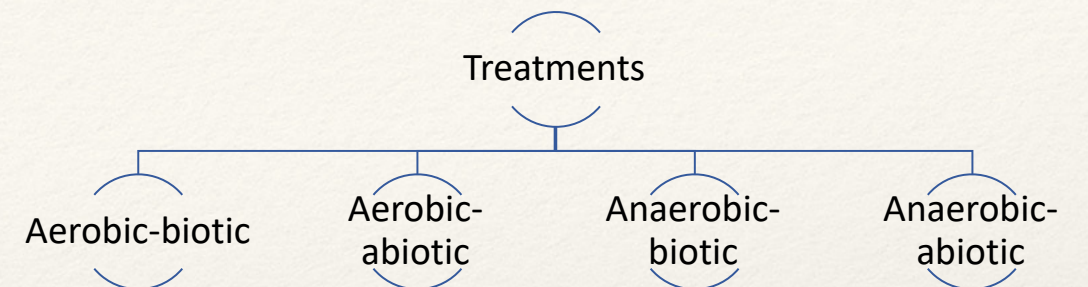 Treatments
Aerobic-biotic
Aerobic-
abiotic
Anaerobic-
biotic
Anaerobic-
abiotic